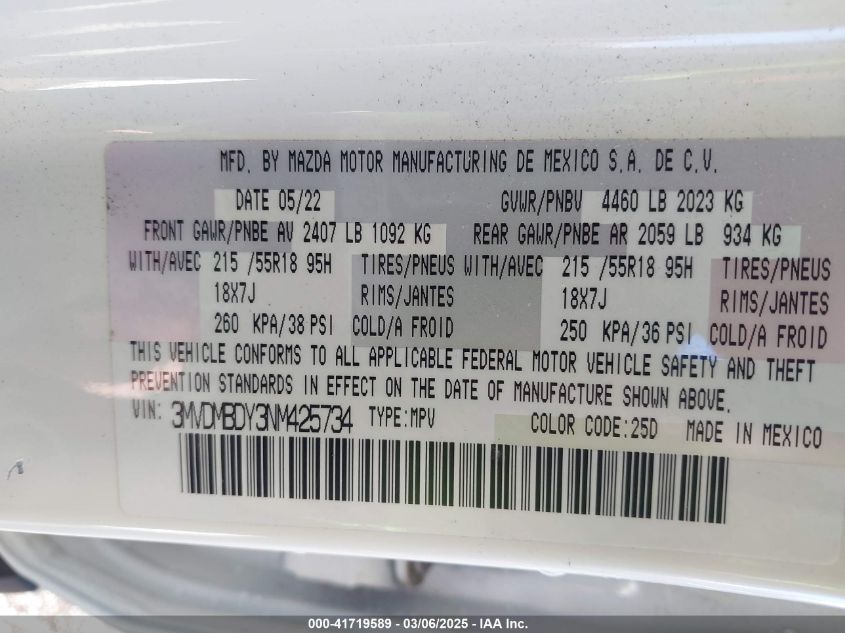 MFD. BY MAZDA MOTOR MANUFACTURING DE MEXICO S.A. DE C.V.
DATE 05/22 GVWR/PNBV 4460 LB 2023 KG
FRONT GAWR/PNBE AV 2407 LB 1092 KG REAR GAWR/PNBE AR 2059 LB 934 KG
WITH/AVEC 215 /55R18 95H TIRES/PNEUS WITH/AVEC 215 /55R18 95H TIRES/PNEUS
18X7J RIMS/JANTES 18X7J RIMS/JANTES
260 KPA/38 PSI COLD/A FROID 250 KPA/36 PSI COLD/A FROID
THIS VEHICLE CONFORMS TO ALL APPLICABLE FEDERAL MOTOR VEHICLE SAFETY AND THEFT
PREVENTION STANDARDS IN EFFECT ON THE DATE OF MANUFACTURE SHOWN ABOVE.
VIN: 3MVDMBDY3NM425734 TYPE:MPV COLOR CODE:25D MADE IN MEXICO
000-41719589 - 03/06/2025 - IAA Inc.